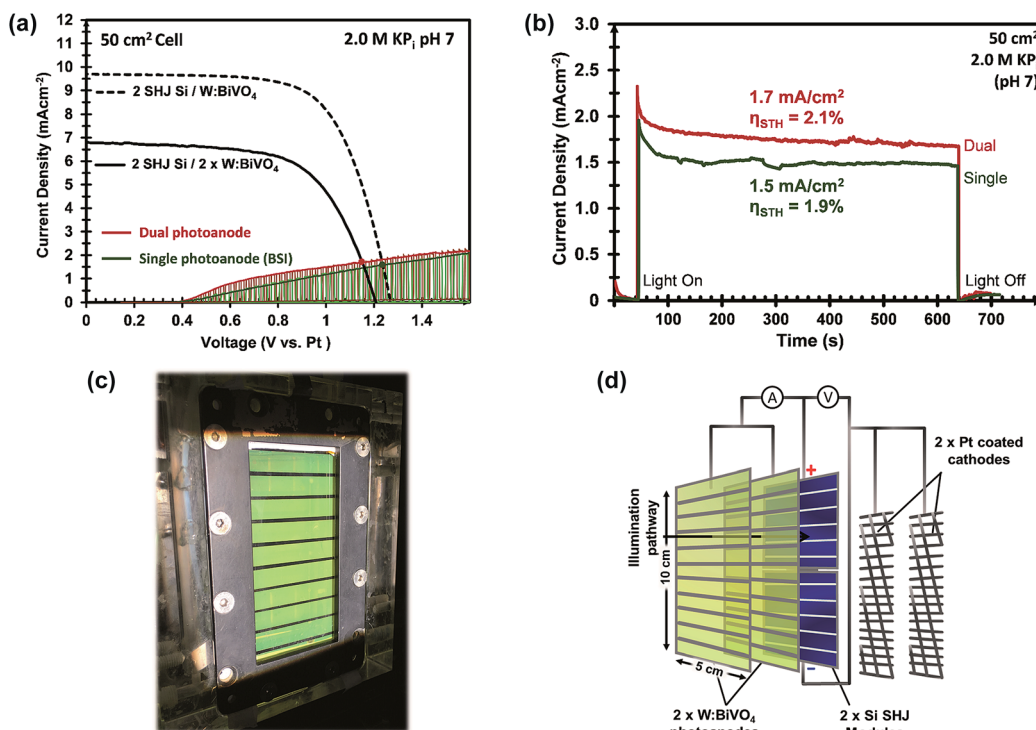 (a)
50 cm² Cell
2.0 M KPi pH 7
2 SHJ Si / W:BiVO₄
2 SHJ Si / 2 x W:BiVO₄
Dual photoanode
Single photoanode (BSI)
Current Density (mAcm⁻²)
12
11
10
9
8
7
6
5
4
3
2
1
0
0 0.2 0.4 0.6 0.8 1 1.2 1.4
Voltage (V vs. Pt )
(b)
50 cm²
2.0 M KP
(pH 7)
1.7 mA/cm²
ηSTH = 2.1%
Dual
Single
1.5 mA/cm²
ηSTH = 1.9%
Light On
Light Off
Current Density (mAcm⁻²)
3.0
2.5
2.0
1.5
1.0
0.5
0.0
0 100 200 300 400 500 600 700
Time (s)
(c)
(d)
A
V
2 x Pt coated
cathodes
+
Illumination
pathway
10 cm
5 cm
-
2 x W:BiVO₄
2 x Si SHJ